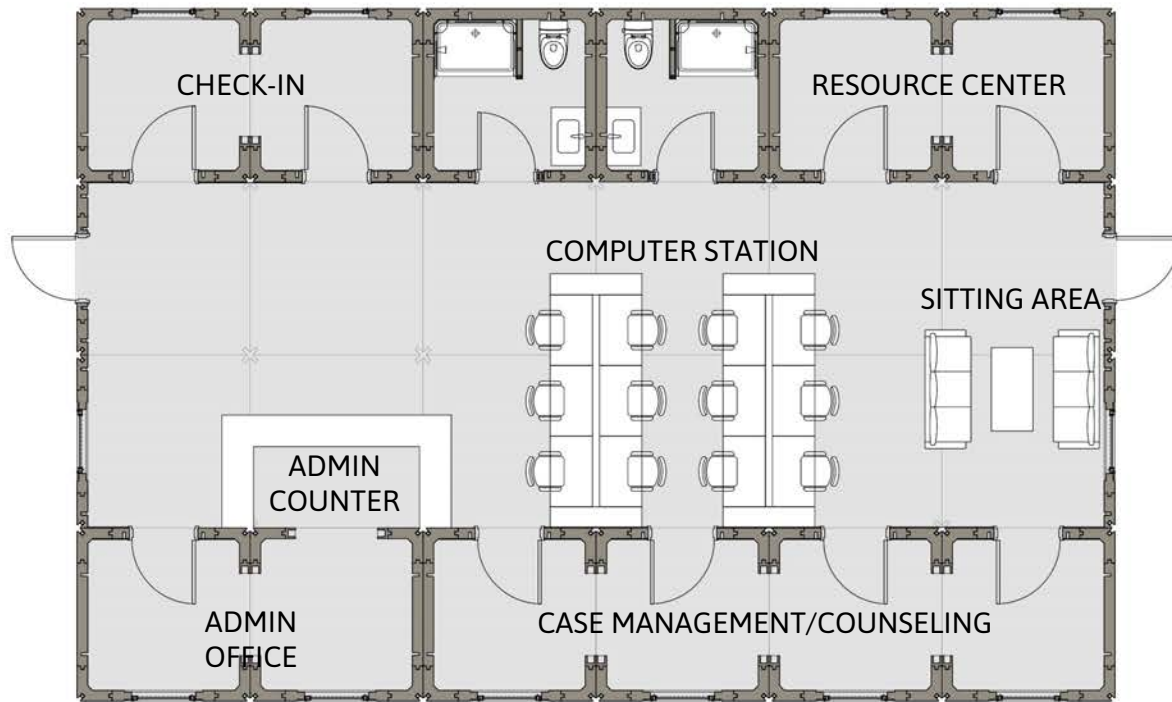 CHECK-IN
RESOURCE CENTER
COMPUTER STATION
SITTING AREA
ADMIN
COUNTER
ADMIN
OFFICE
CASE MANAGEMENT/COUNSELING